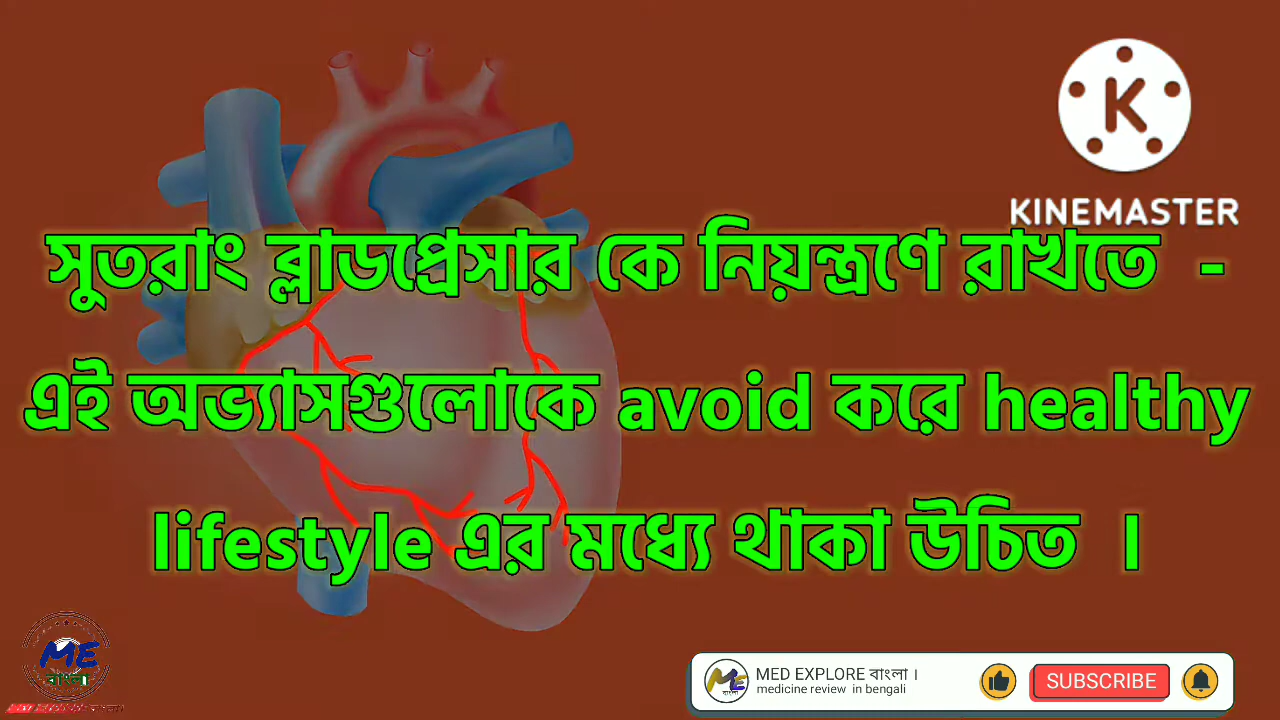 KINEMASTER
সুতরাং ব্লাডপ্রেসার কে নিয়ন্ত্রণে রাখতে -
এই অভ্যাসগুলোকে avoid করে healthy
lifestyle এর মধ্যে থাকা উচিত ।
ME
বাংলা
MED EXPLORE বাংলা ।
medicine review in bengali
SUBSCRIBE